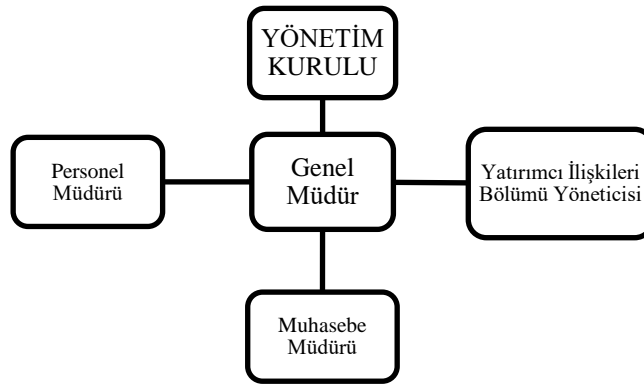 YÖNETİM
KURULU
Personel
Müdürü
Genel
Müdür
Yatırımcı İlişkileri
Bölümü Yöneticisi
Muhasebe
Müdürü